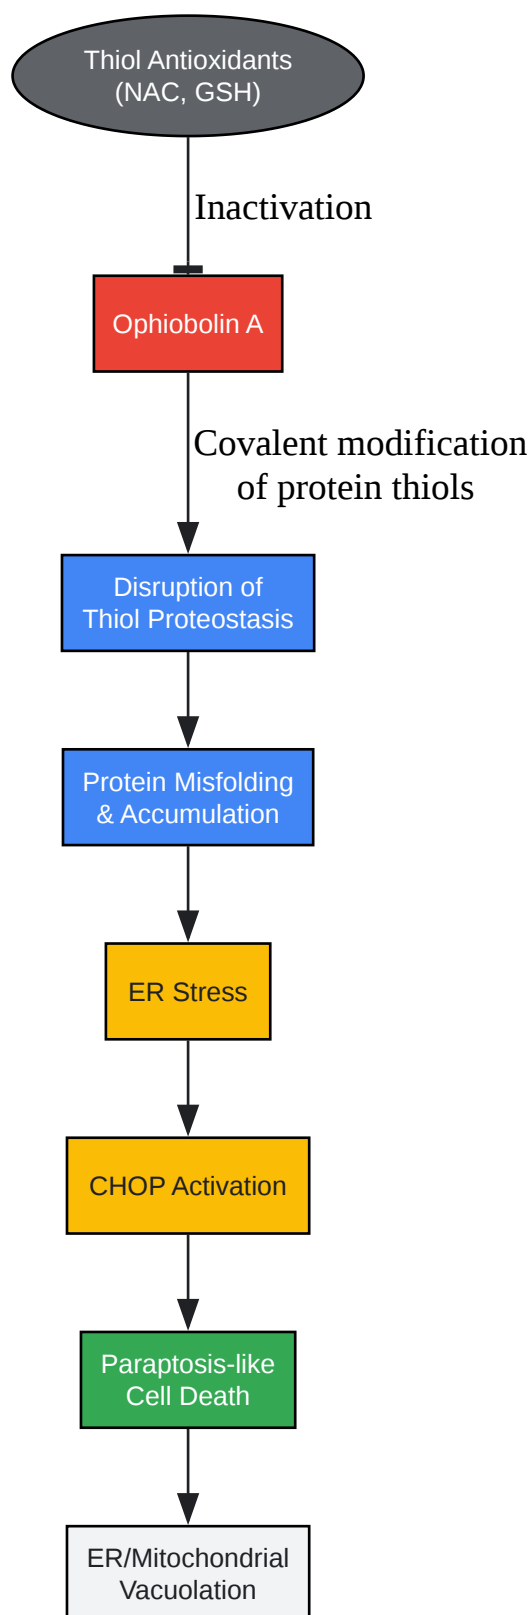 Thiol Antioxidants
(NAC, GSH)
Inactivation
Ophiobolin A
Covalent modification
of protein thiols
Disruption of
Thiol Proteostasis
Protein Misfolding
& Accumulation
ER Stress
CHOP Activation
Paraptosis-like
Cell Death
ER/Mitochondrial
Vacuolation